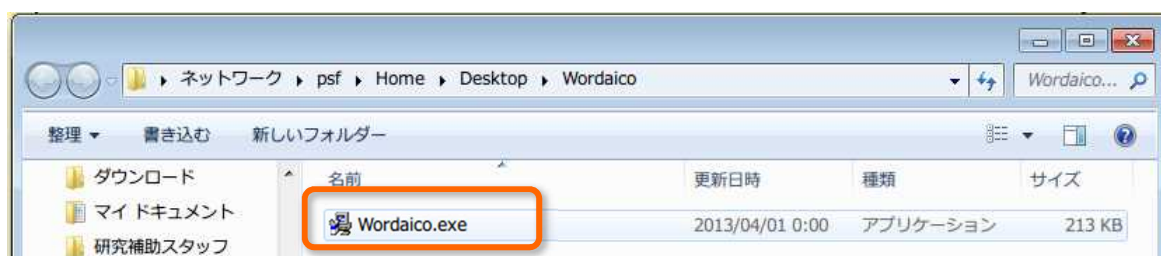 ネットワーク psf Home Desktop Wordaico Wordaico...
整理 書き込む 新しいフォルダー
ダウンロード 名前 更新日時 種類 サイズ
マイ ドキュメント Wordaico.exe 2013/04/01 0:00 アプリケーション 213 KB
研究補助スタッフ